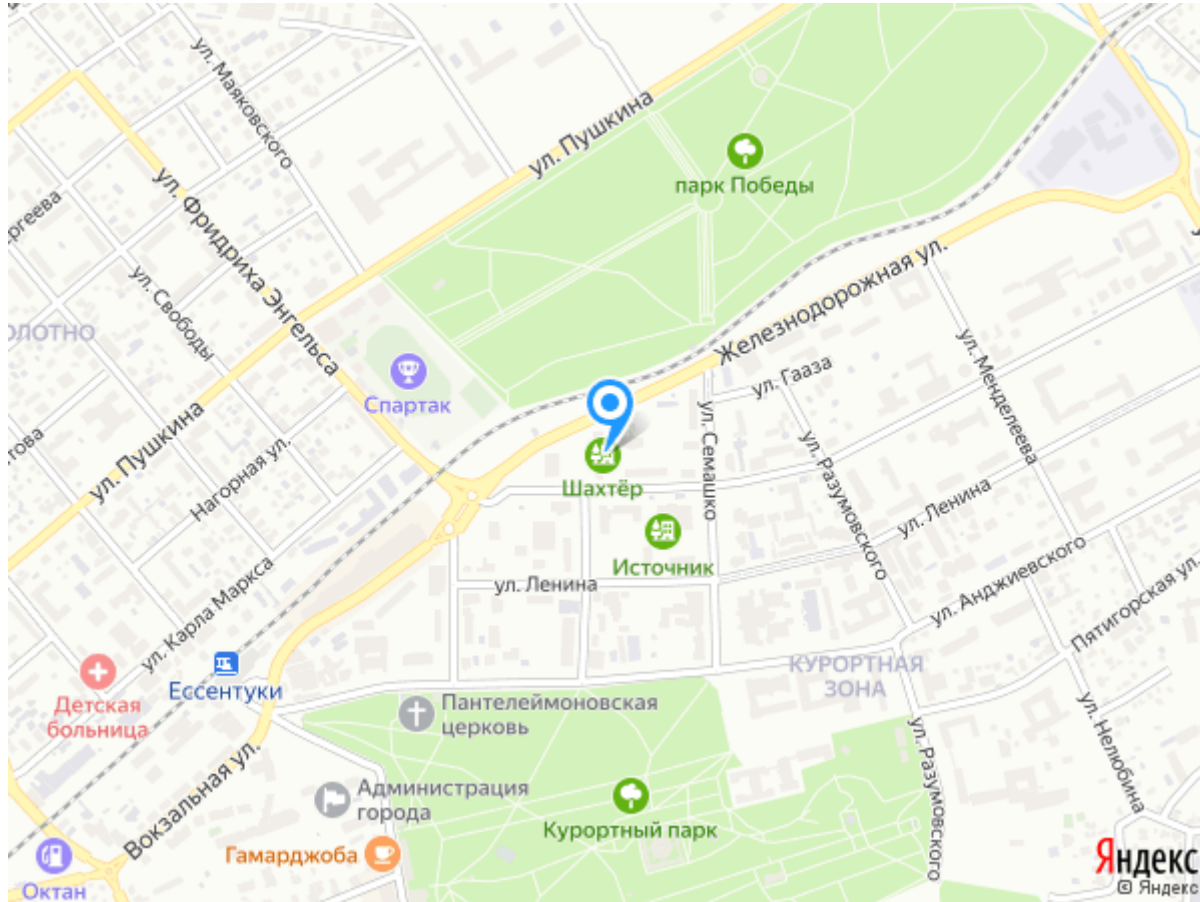 ул. Маяковского
ул. Пушкина
парк Победы
ул. Фридриха Энгельса
ул. Свободы
Железнодорожная ул.
ул. Гааза
ул. Менделеева
Спартак
ул. Пушкина
Нагорная ул.
Шахтёр
ул. Семашко
ул. Разумовского
ул. Ленина
Источник
ул. Ленина
ул. Карла Маркса
ул. Анджиевского
Пятигорская ул.
Ессентуки
КУРОРТНАЯ
ЗОНА
Детская
больница
Пантелеймоновская
церковь
ул. Нелюбина
ул. Разумовского
Вокзальная ул.
Администрация
города
Курортный парк
Гамарджоба
Октан
Яндекс
© Яндекс